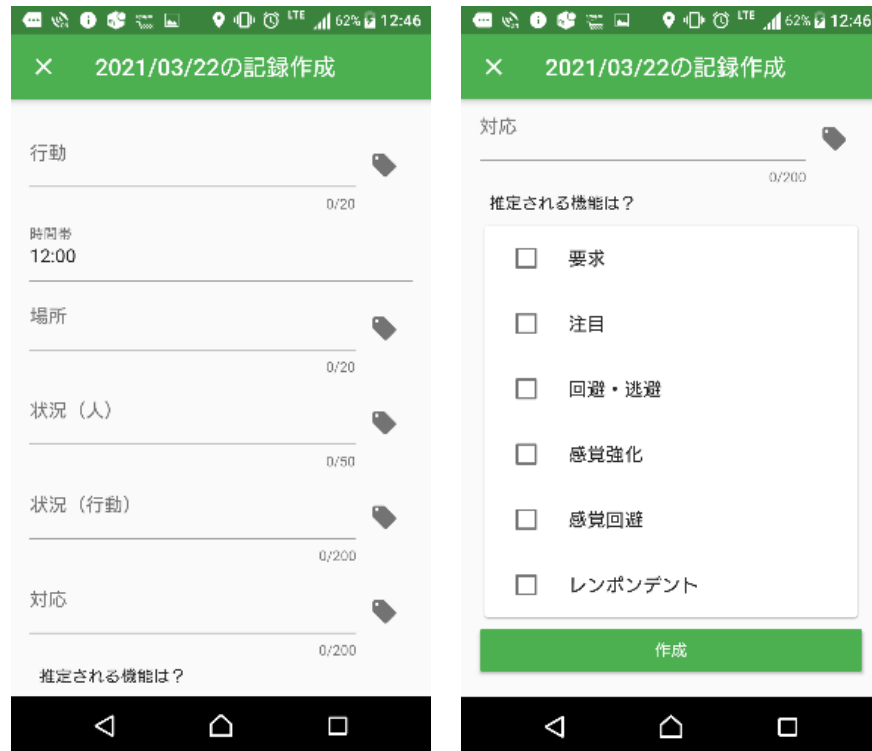 LTE 62% 12:46
2021/03/22の記録作成
行動
0/20
時間帯
12:00
場所
0/20
状況（人）
0/50
状況（行動）
0/200
対応
0/200
推定される機能は？
LTE 62% 12:46
2021/03/22の記録作成
対応
0/200
推定される機能は？
要求
注目
回避・逃避
感覚強化
感覚回避
レンポンデント
作成